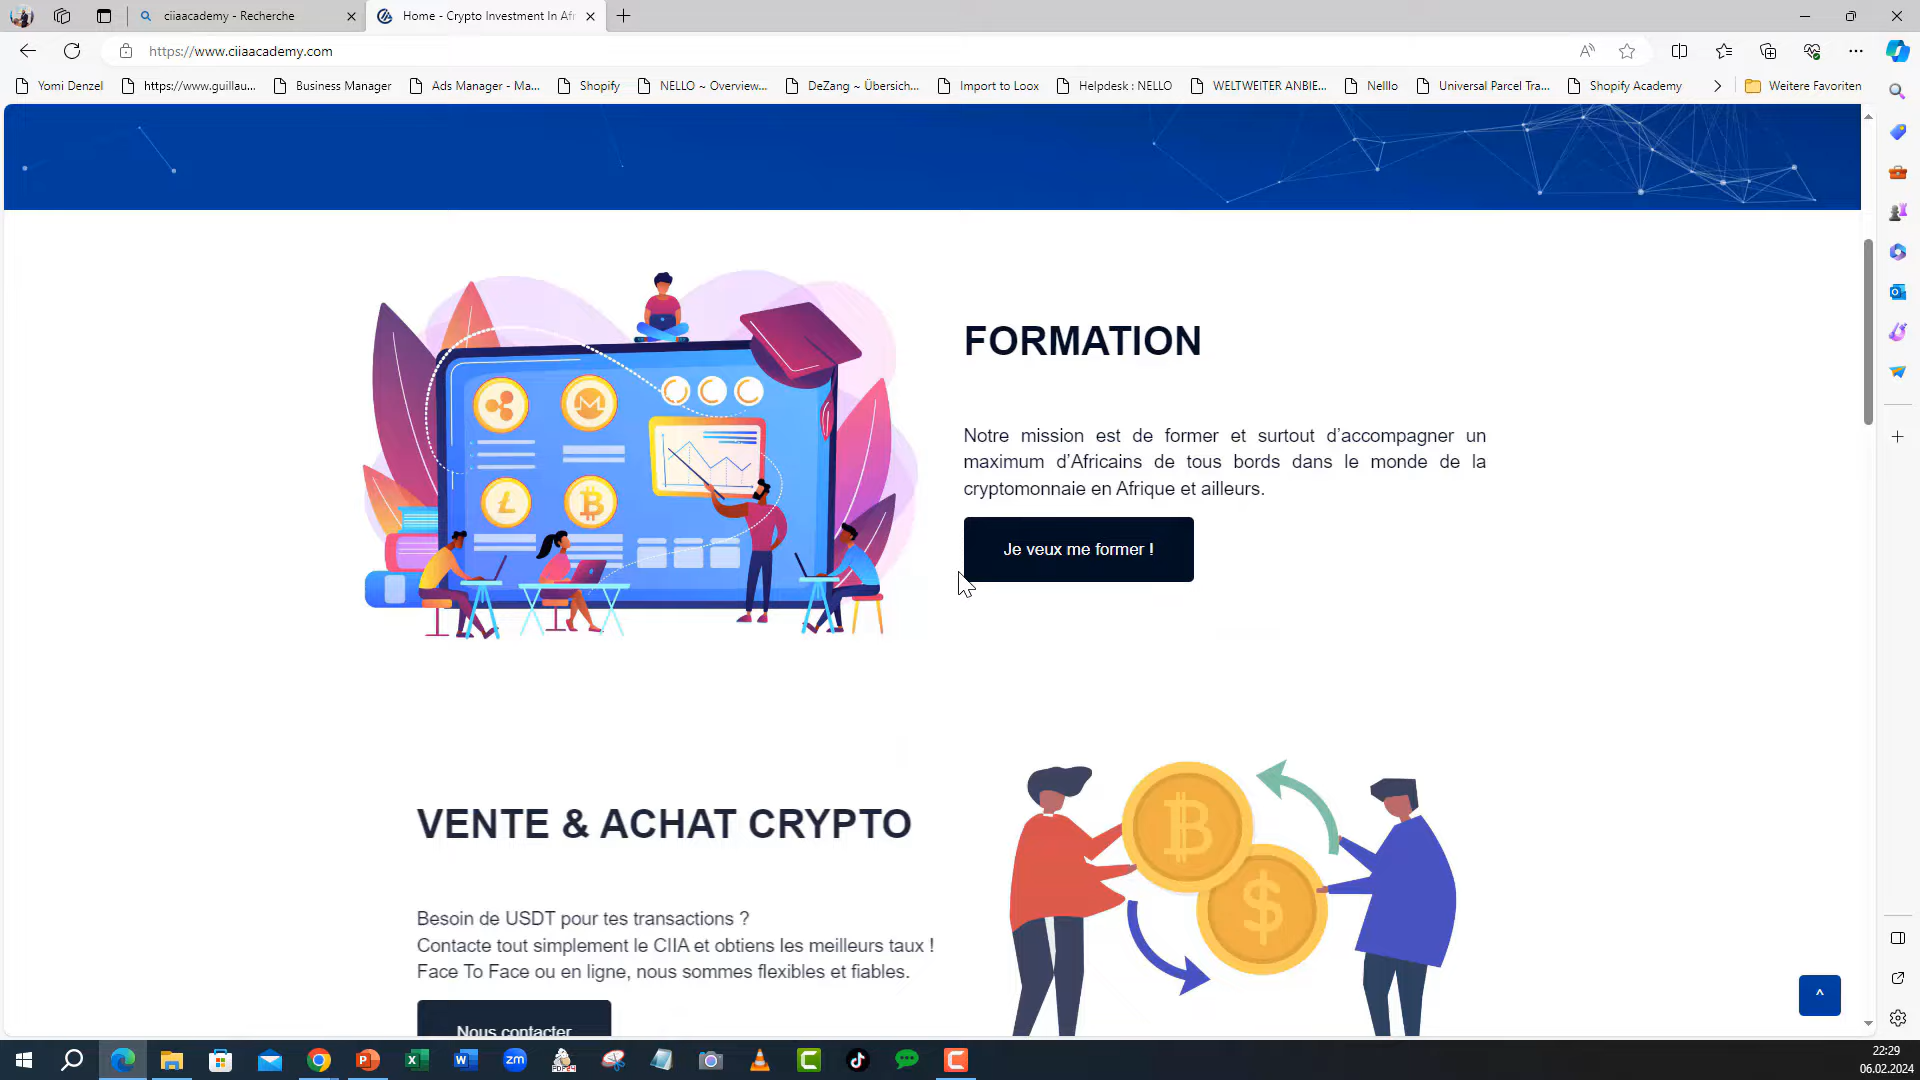 ciiaacademy - Recherche
Home - Crypto Investment In Afr
https://www.ciiaacademy.com
Yomi Denzel
https://www.guillau...
Business Manager
Ads Manager - Ma...
Shopify
NELLO ~ Overview...
DeZang ~ Übersich...
Import to Loox
Helpdesk : NELLO
WELTWEITER ANBIE...
Nelllo
Universal Parcel Tra...
Shopify Academy
Weitere Favoriten
FORMATION
Notre mission est de former et surtout d’accompagner un
maximum d’Africains de tous bords dans le monde de la
cryptomonnaie en Afrique et ailleurs.
Je veux me former !
VENTE & ACHAT CRYPTO
Besoin de USDT pour tes transactions ?
Contacte tout simplement le CIIA et obtiens les meilleurs taux !
Face To Face ou en ligne, nous sommes flexibles et fiables.
Nous contacter
22:29
06.02.2024